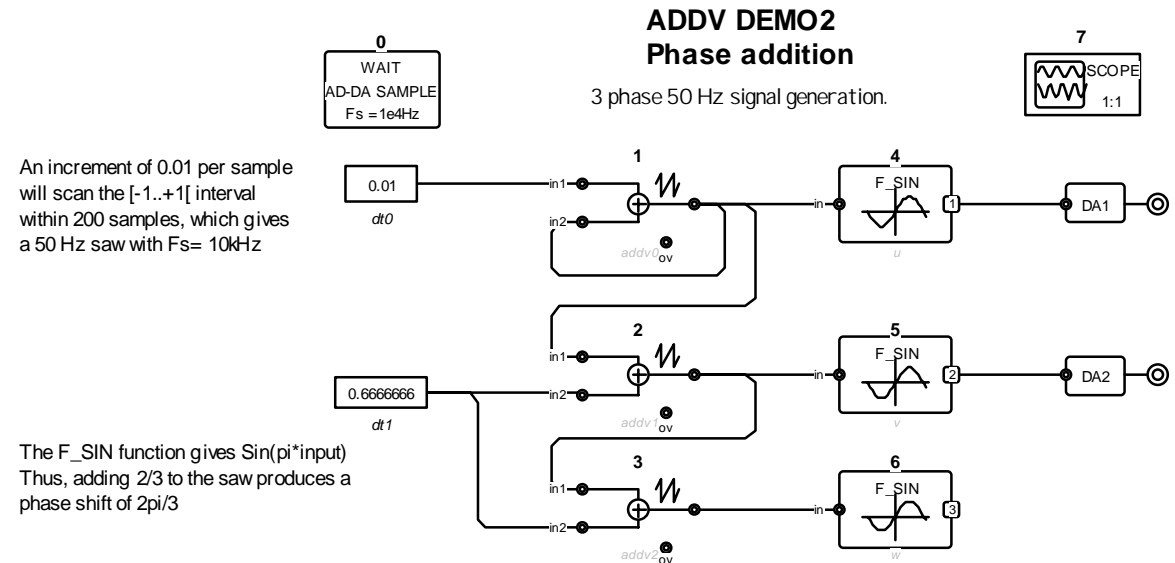 ADDV DEMO2
Phase addition
3 phase 50 Hz signal generation.
0
WAIT
AD-DA SAMPLE
Fs =1e4Hz
7
SCOPE
1:1
An increment of 0.01 per sample
will scan the [-1..+1[ interval
within 200 samples, which gives
a 50 Hz saw with Fs= 10kHz
0.01
dt0
1
in1
in2
addv0
ov
4
F_SIN
in
1
u
DA1
2
in1
in2
addv1
ov
5
F_SIN
in
2
v
DA2
0.6666666
dt1
The F_SIN function gives Sin(pi*input)
Thus, adding 2/3 to the saw produces a
phase shift of 2pi/3
3
in1
in2
addv2
ov
6
F_SIN
in
3
w